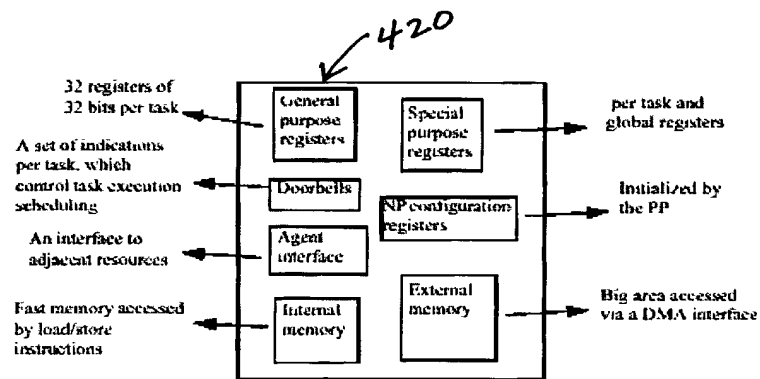 420
32 registers of
32 bits per task
General
purpose
registers
Special
purpose
registers
per task and
global registers
A set of indications
per task, which
control task execution
scheduling
Doorbells
NP configuration
registers
Initialized by
the PP
An interface to
adjacent resources
Agent
interface
Fast memory accessed
by load/store
instructions
Internal
memory
External
memory
Big area accessed
via a DMA interface